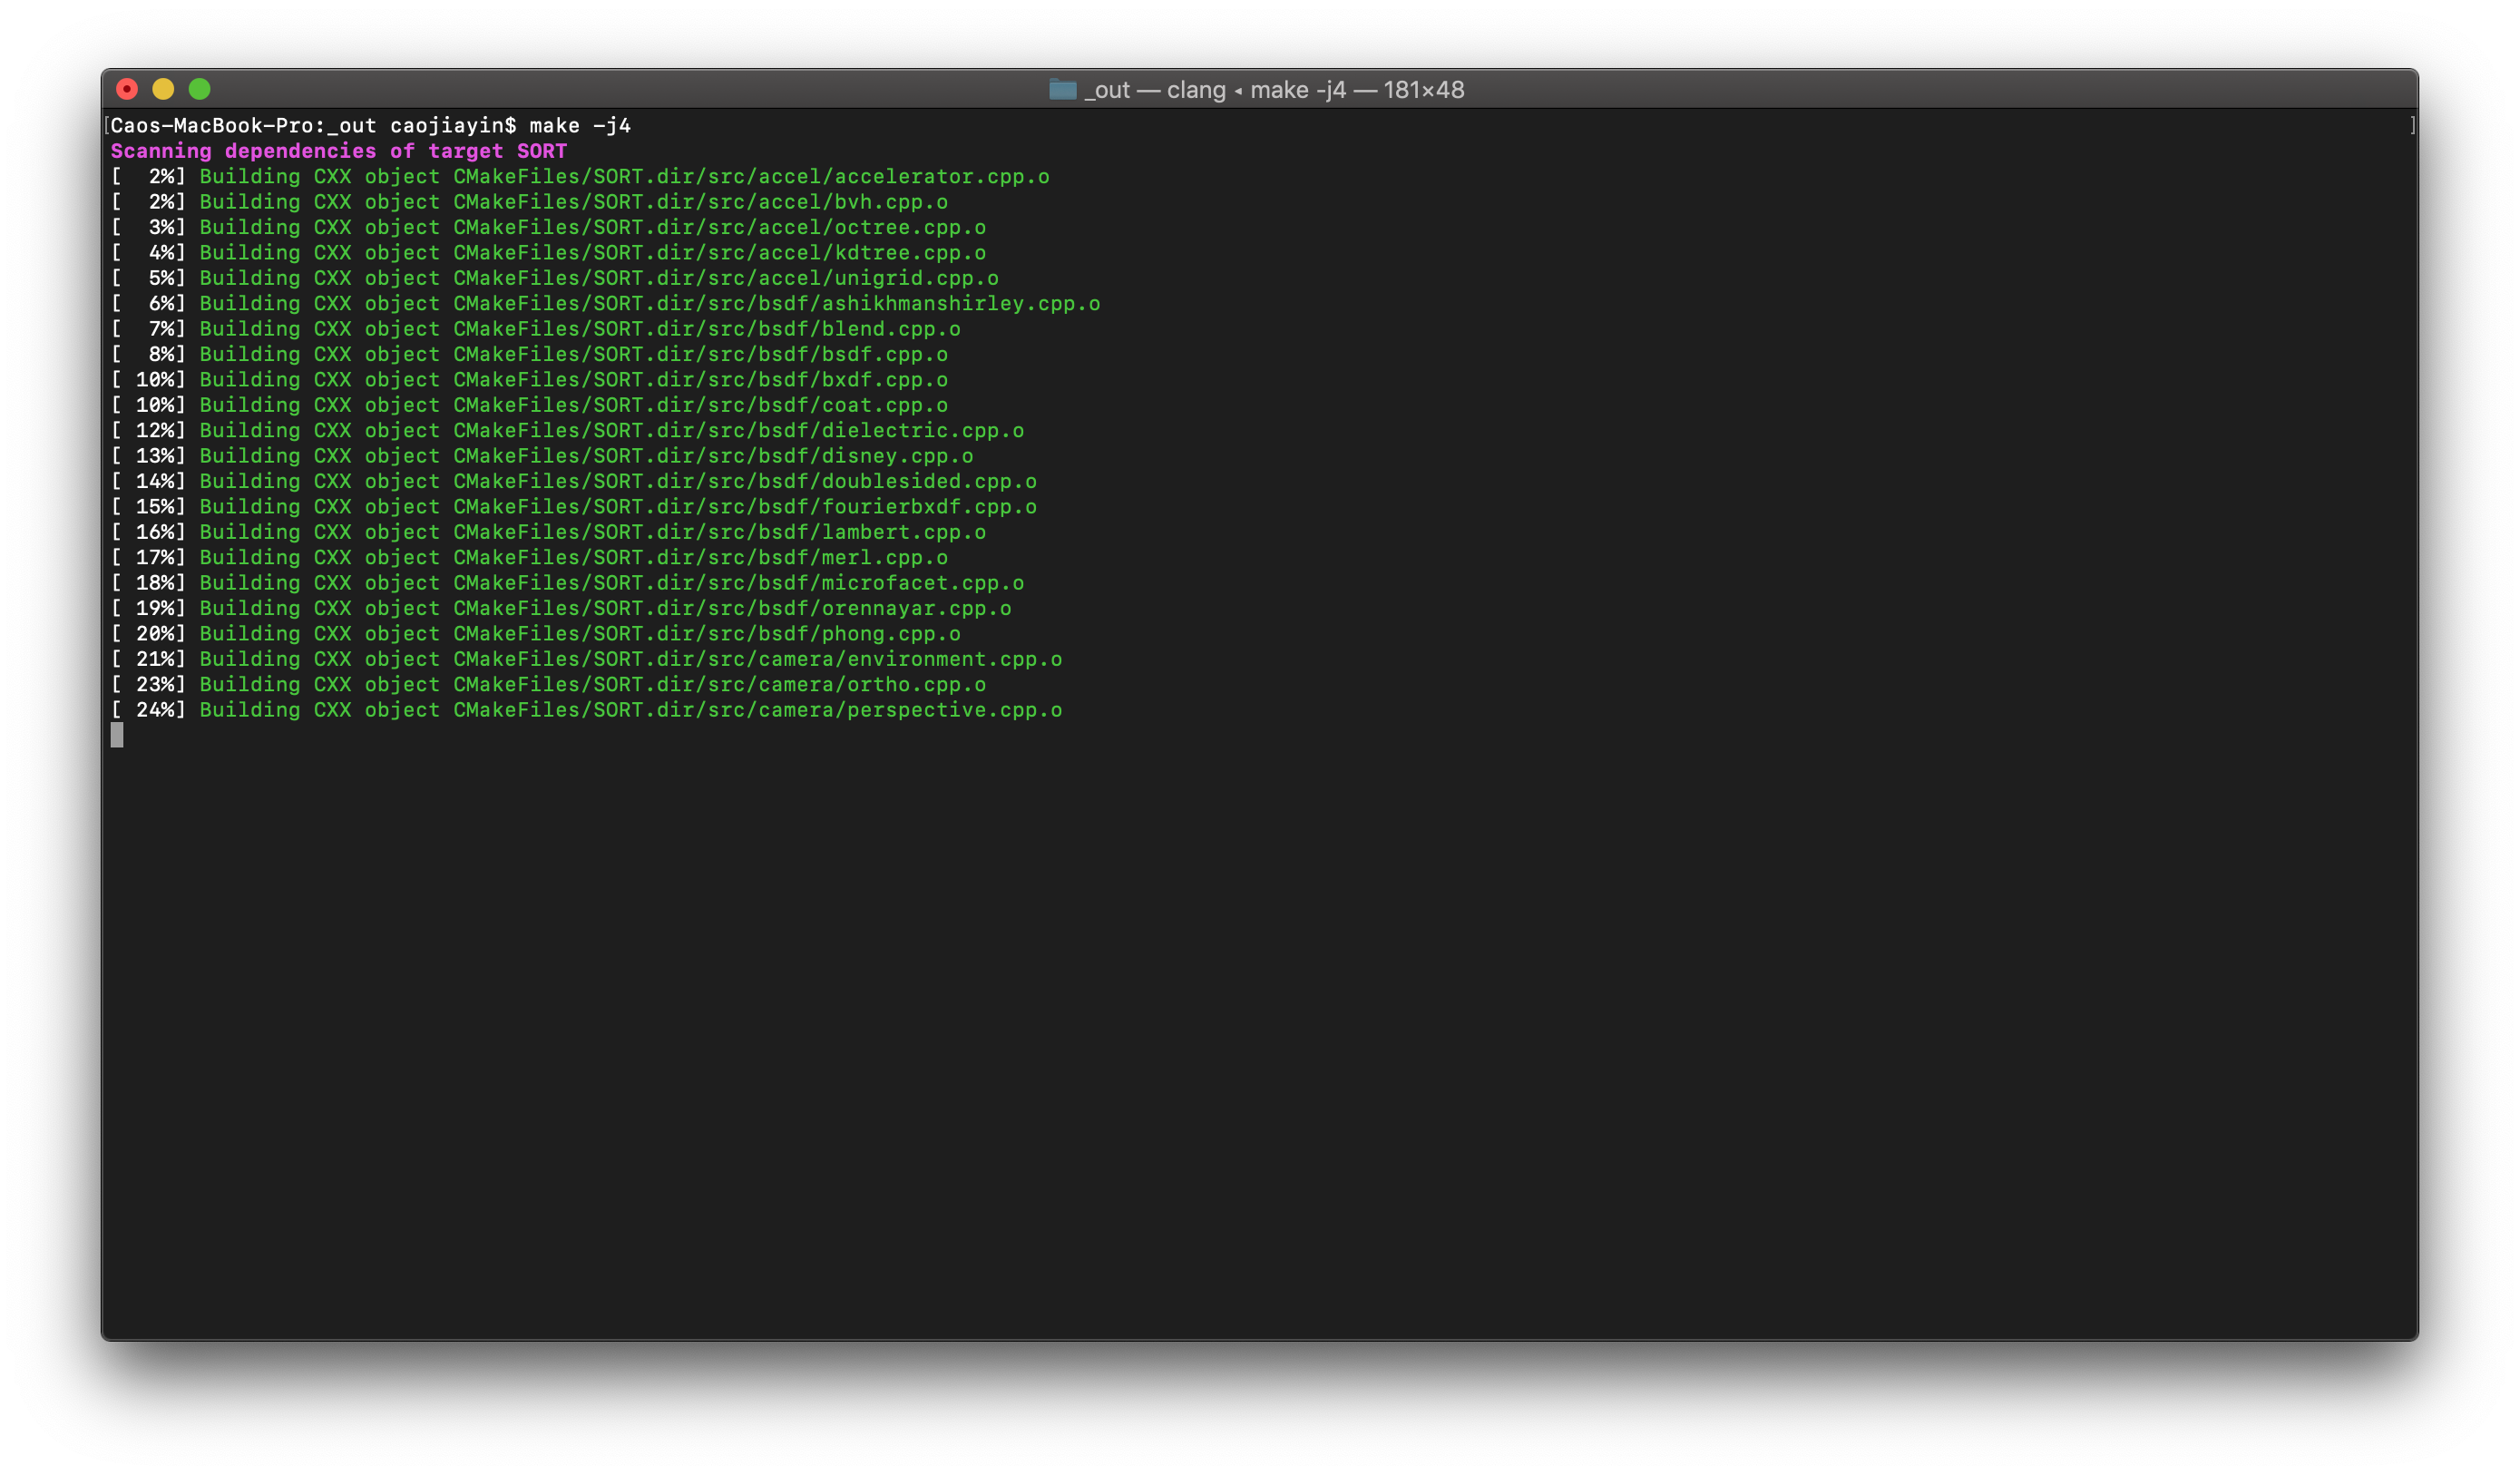 _out — clang ◂ make -j4 — 181×48
[Caos-MacBook-Pro:_out caojiayin$ make -j4 ]
Scanning dependencies of target SORT
[  2%] Building CXX object CMakeFiles/SORT.dir/src/accel/accelerator.cpp.o
[  2%] Building CXX object CMakeFiles/SORT.dir/src/accel/bvh.cpp.o
[  3%] Building CXX object CMakeFiles/SORT.dir/src/accel/octree.cpp.o
[  4%] Building CXX object CMakeFiles/SORT.dir/src/accel/kdtree.cpp.o
[  5%] Building CXX object CMakeFiles/SORT.dir/src/accel/unigrid.cpp.o
[  6%] Building CXX object CMakeFiles/SORT.dir/src/bsdf/ashikhmanshirley.cpp.o
[  7%] Building CXX object CMakeFiles/SORT.dir/src/bsdf/blend.cpp.o
[  8%] Building CXX object CMakeFiles/SORT.dir/src/bsdf/bsdf.cpp.o
[ 10%] Building CXX object CMakeFiles/SORT.dir/src/bsdf/bxdf.cpp.o
[ 10%] Building CXX object CMakeFiles/SORT.dir/src/bsdf/coat.cpp.o
[ 12%] Building CXX object CMakeFiles/SORT.dir/src/bsdf/dielectric.cpp.o
[ 13%] Building CXX object CMakeFiles/SORT.dir/src/bsdf/disney.cpp.o
[ 14%] Building CXX object CMakeFiles/SORT.dir/src/bsdf/doublesided.cpp.o
[ 15%] Building CXX object CMakeFiles/SORT.dir/src/bsdf/fourierbxdf.cpp.o
[ 16%] Building CXX object CMakeFiles/SORT.dir/src/bsdf/lambert.cpp.o
[ 17%] Building CXX object CMakeFiles/SORT.dir/src/bsdf/merl.cpp.o
[ 18%] Building CXX object CMakeFiles/SORT.dir/src/bsdf/microfacet.cpp.o
[ 19%] Building CXX object CMakeFiles/SORT.dir/src/bsdf/orennayar.cpp.o
[ 20%] Building CXX object CMakeFiles/SORT.dir/src/bsdf/phong.cpp.o
[ 21%] Building CXX object CMakeFiles/SORT.dir/src/camera/environment.cpp.o
[ 23%] Building CXX object CMakeFiles/SORT.dir/src/camera/ortho.cpp.o
[ 24%] Building CXX object CMakeFiles/SORT.dir/src/camera/perspective.cpp.o